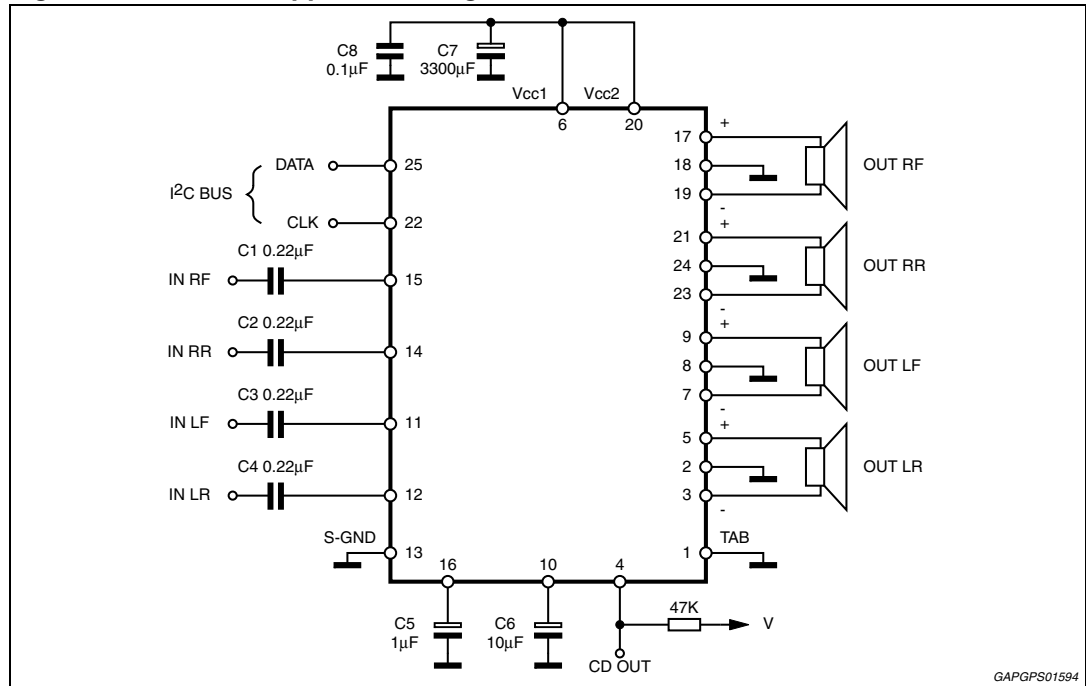 C8
0.1µF
C7
3300µF
Vcc1
Vcc2
6
20
DATA
25
I²C BUS
CLK
22
C1 0.22µF
IN RF
15
C2 0.22µF
IN RR
14
C3 0.22µF
IN LF
11
C4 0.22µF
IN LR
12
S-GND
13
17
+
18
OUT RF
19
-
21
+
24
OUT RR
23
-
9
+
8
OUT LF
7
-
5
+
2
OUT LR
3
-
1
TAB
16
10
4
C5
1µF
C6
10µF
47K
V
CD OUT
GAPGPS01594